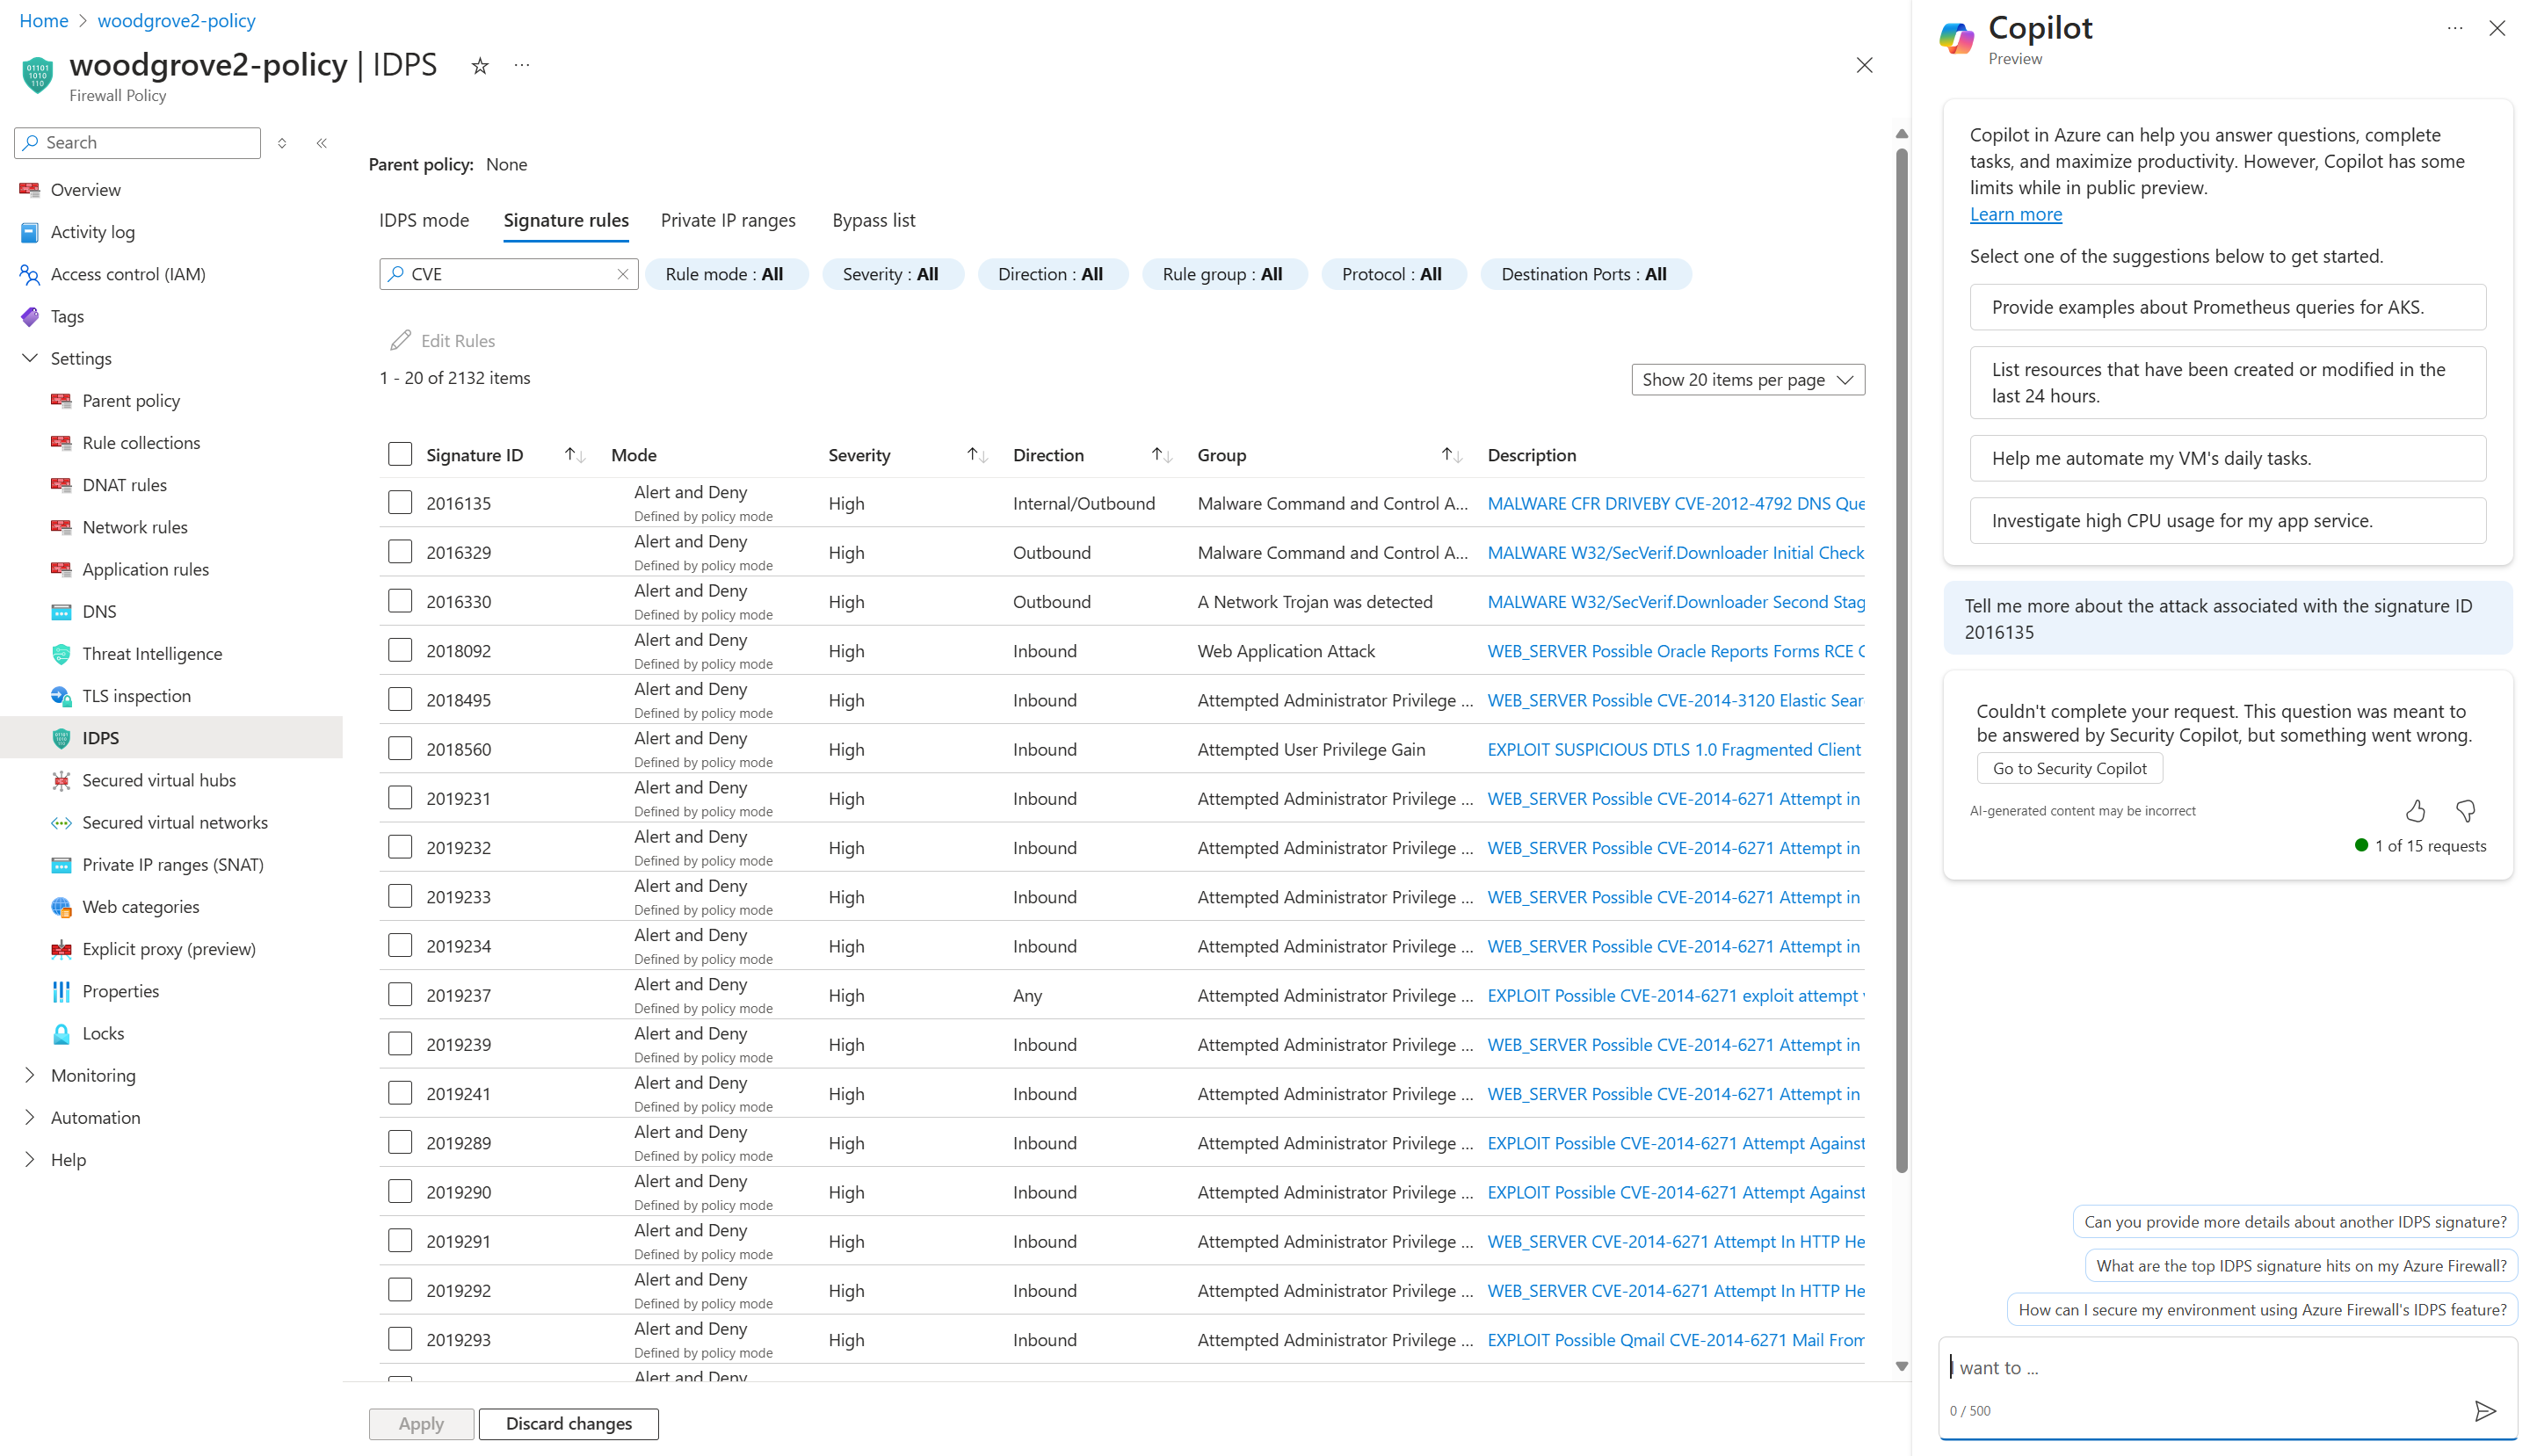 Home > woodgrove2-policy
woodgrove2-policy | IDPS
Firewall Policy
Search
Overview
Activity log
Access control (IAM)
Tags
Settings
Parent policy
Rule collections
DNAT rules
Network rules
Application rules
DNS
Threat Intelligence
TLS inspection
IDPS
Secured virtual hubs
Secured virtual networks
Private IP ranges (SNAT)
Web categories
Explicit proxy (preview)
Properties
Locks
Monitoring
Automation
Help
Parent policy: None
IDPS mode Signature rules Private IP ranges Bypass list
CVE Rule mode : All Severity : All Direction : All Rule group : All Protocol : All Destination Ports : All
Edit Rules
1 - 20 of 2132 items
Show 20 items per page
Signature ID Mode Severity Direction Group Description
2016135 Alert and Deny High Internal/Outbound Malware Command and Control A... MALWARE CFR DRIVEBY CVE-2012-4792 DNS Que
Defined by policy mode
2016329 Alert and Deny High Outbound Malware Command and Control A... MALWARE W32/SecVerif.Downloader Initial Check
Defined by policy mode
2016330 Alert and Deny High Outbound A Network Trojan was detected MALWARE W32/SecVerif.Downloader Second Stag
Defined by policy mode
2018092 Alert and Deny High Inbound Web Application Attack WEB_SERVER Possible Oracle Reports Forms RCE C
Defined by policy mode
2018495 Alert and Deny High Inbound Attempted Administrator Privilege ... WEB_SERVER Possible CVE-2014-3120 Elastic Sear
Defined by policy mode
2018560 Alert and Deny High Inbound Attempted User Privilege Gain EXPLOIT SUSPICIOUS DTLS 1.0 Fragmented Client
Defined by policy mode
2019231 Alert and Deny High Inbound Attempted Administrator Privilege ... WEB_SERVER Possible CVE-2014-6271 Attempt in
Defined by policy mode
2019232 Alert and Deny High Inbound Attempted Administrator Privilege ... WEB_SERVER Possible CVE-2014-6271 Attempt in
Defined by policy mode
2019233 Alert and Deny High Inbound Attempted Administrator Privilege ... WEB_SERVER Possible CVE-2014-6271 Attempt in
Defined by policy mode
2019234 Alert and Deny High Inbound Attempted Administrator Privilege ... WEB_SERVER Possible CVE-2014-6271 Attempt in
Defined by policy mode
2019237 Alert and Deny High Any Attempted Administrator Privilege ... EXPLOIT Possible CVE-2014-6271 exploit attempt
Defined by policy mode
2019239 Alert and Deny High Inbound Attempted Administrator Privilege ... WEB_SERVER Possible CVE-2014-6271 Attempt in
Defined by policy mode
2019241 Alert and Deny High Inbound Attempted Administrator Privilege ... WEB_SERVER Possible CVE-2014-6271 Attempt in
Defined by policy mode
2019289 Alert and Deny High Inbound Attempted Administrator Privilege ... EXPLOIT Possible CVE-2014-6271 Attempt Against
Defined by policy mode
2019290 Alert and Deny High Inbound Attempted Administrator Privilege ... EXPLOIT Possible CVE-2014-6271 Attempt Against
Defined by policy mode
2019291 Alert and Deny High Inbound Attempted Administrator Privilege ... WEB_SERVER CVE-2014-6271 Attempt In HTTP He
Defined by policy mode
2019292 Alert and Deny High Inbound Attempted Administrator Privilege ... WEB_SERVER CVE-2014-6271 Attempt In HTTP He
Defined by policy mode
2019293 Alert and Deny High Inbound Attempted Administrator Privilege ... EXPLOIT Possible Qmail CVE-2014-6271 Mail From
Defined by policy mode
Alert and Deny
Apply Discard changes
Copilot
Preview
Copilot in Azure can help you answer questions, complete
tasks, and maximize productivity. However, Copilot has some
limits while in public preview.
Learn more
Select one of the suggestions below to get started.
Provide examples about Prometheus queries for AKS.
List resources that have been created or modified in the
last 24 hours.
Help me automate my VM's daily tasks.
Investigate high CPU usage for my app service.
Tell me more about the attack associated with the signature ID
2016135
Couldn't complete your request. This question was meant to
be answered by Security Copilot, but something went wrong.
Go to Security Copilot
AI-generated content may be incorrect
1 of 15 requests
Can you provide more details about another IDPS signature?
What are the top IDPS signature hits on my Azure Firewall?
How can I secure my environment using Azure Firewall's IDPS feature?
I want to ...
0 / 500